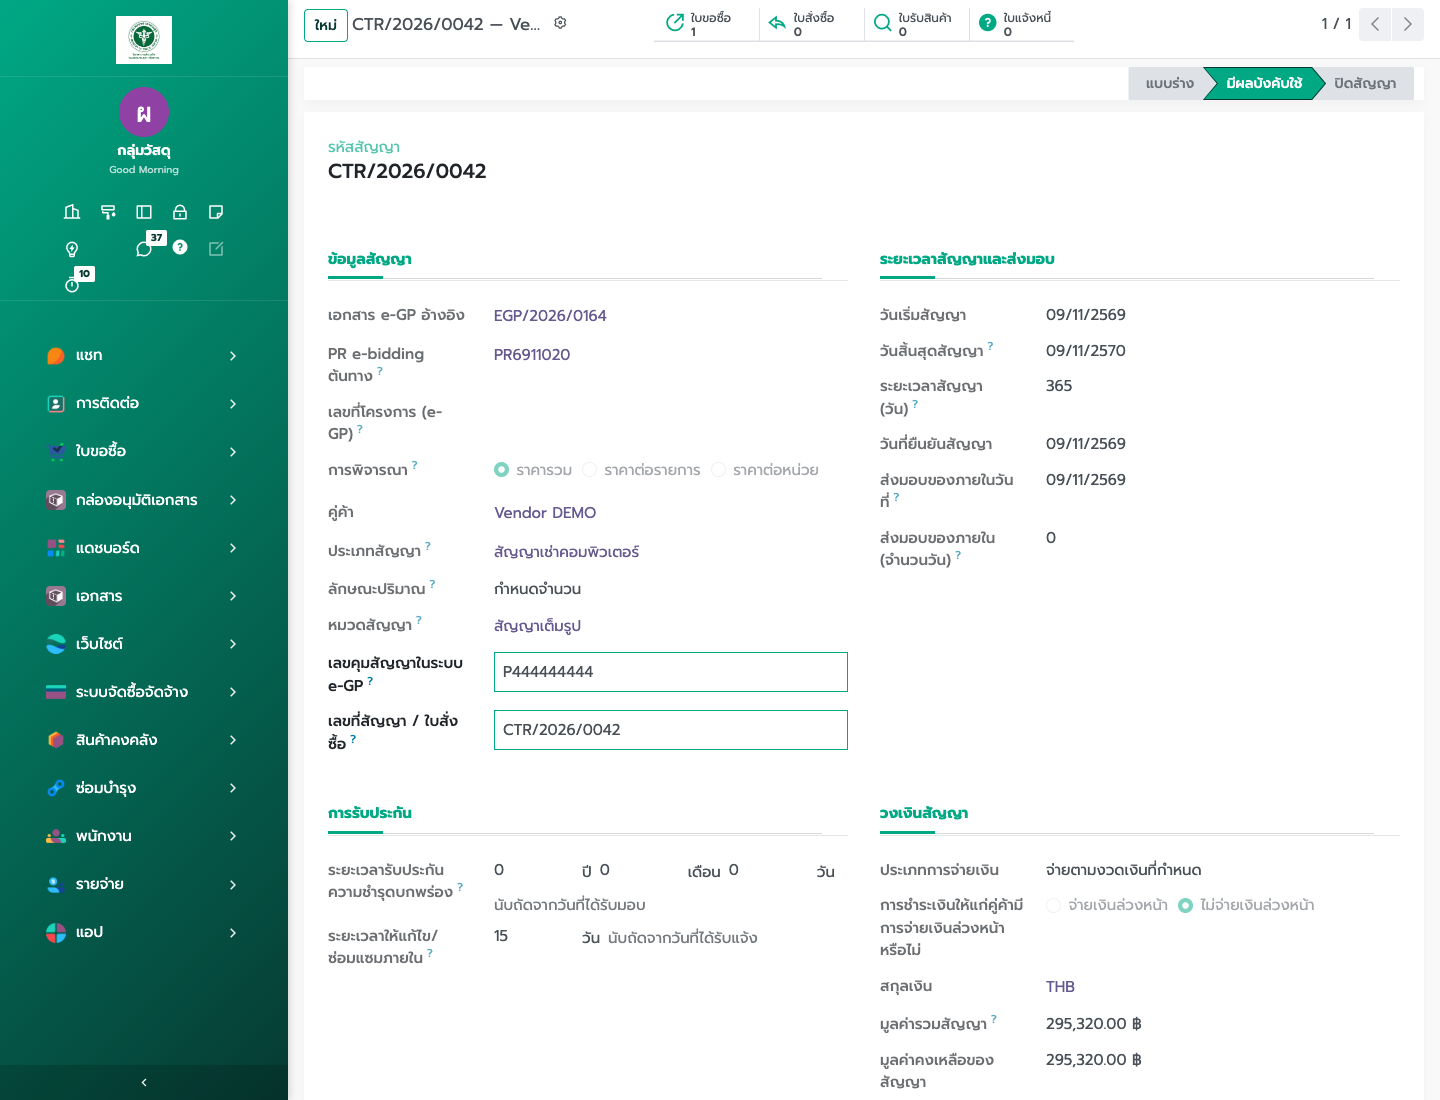 ใหม่
CTR/2026/0042 — Ve...
ใบขอซื้อ
1
ใบสั่งซื้อ
0
ใบรับสินค้า
0
ใบแจ้งหนี้
0
1 / 1
แบบร่าง
มีผลบังคับใช้
ปิดสัญญา
ผ
กลุ่มวัสดุ
Good Morning
37
?
10
แชท
การติดต่อ
ใบขอซื้อ
กล่องอนุมัติเอกสาร
แดชบอร์ด
เอกสาร
เว็บไซต์
ระบบจัดซื้อจัดจ้าง
สินค้าคงคลัง
ซ่อมบำรุง
พนักงาน
รายจ่าย
แอป
รหัสสัญญา
CTR/2026/0042
ข้อมูลสัญญา
เอกสาร e-GP อ้างอิง
EGP/2026/0164
PR e-bidding
ต้นทาง ?
PR6911020
เลขที่โครงการ (e-
GP) ?
การพิจารณา ?
ราคารวม ราคาต่อรายการ ราคาต่อหน่วย
คู่ค้า
Vendor DEMO
ประเภทสัญญา ?
สัญญาเช่าคอมพิวเตอร์
ลักษณะปริมาณ ?
กำหนดจำนวน
หมวดสัญญา ?
สัญญาเต็มรูป
เลขคุมสัญญาในระบบ
e-GP ?
P444444444
เลขที่สัญญา / ใบสั่ง
ซื้อ ?
CTR/2026/0042
ระยะเวลาสัญญาและส่งมอบ
วันเริ่มสัญญา
09/11/2569
วันสิ้นสุดสัญญา ?
09/11/2570
ระยะเวลาสัญญา
(วัน) ?
365
วันที่ยืนยันสัญญา
09/11/2569
ส่งมอบของภายในวัน
ที่ ?
09/11/2569
ส่งมอบของภายใน
(จำนวนวัน) ?
0
การรับประกัน
ระยะเวลารับประกัน
ความชำรุดบกพร่อง ?
0 ปี 0 เดือน 0 วัน
นับถัดจากวันที่ได้รับมอบ
ระยะเวลาให้แก้ไข/
ซ่อมแซมภายใน ?
15 วัน นับถัดจากวันที่ได้รับแจ้ง
วงเงินสัญญา
ประเภทการจ่ายเงิน
จ่ายตามงวดเงินที่กำหนด
การชำระเงินให้แก่คู่ค้ามี
การจ่ายเงินล่วงหน้า
หรือไม่
จ่ายเงินล่วงหน้า ไม่จ่ายเงินล่วงหน้า
สกุลเงิน
THB
มูลค่ารวมสัญญา ?
295,320.00 ฿
มูลค่าคงเหลือของ
สัญญา
295,320.00 ฿